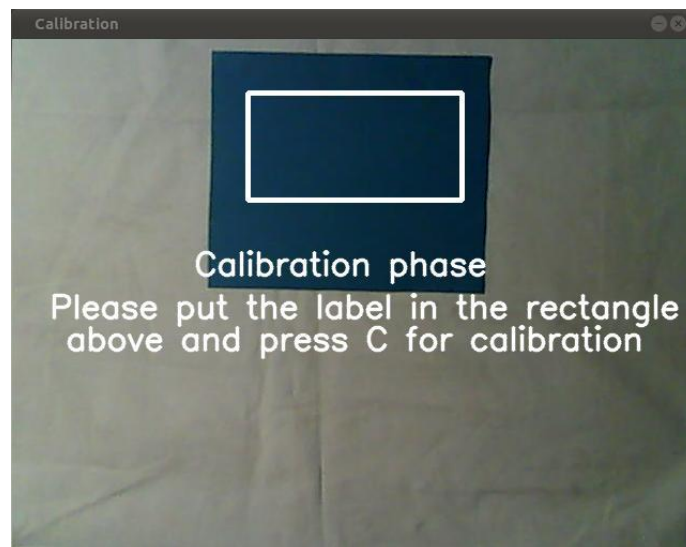 Calibration
Calibration phase
Please put the label in the rectangle
above and press C for calibration